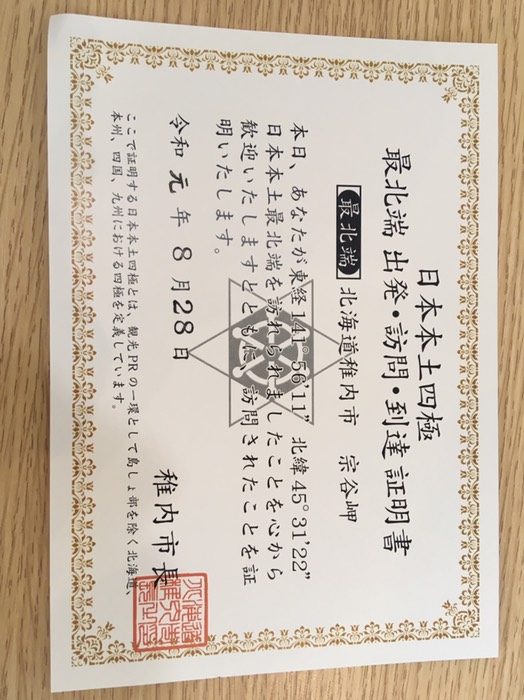 日本本土四極
最北端 出発・訪問・到達 証明書
最北端 北海道稚内市 宗谷岬
本日、あなたが東経141°56'11" 北緯45°31'22"
日本本土最北端を訪れられましたことを心から
歓迎いたしますとともに、訪問されたことを証
明いたします。
令和 元 年 8 月 28 日
稚内市長
ここで証明する日本本土四極とは、観光PRの一環として島しょ部を除く北海道、
本州、四国、九州における四極を定義しています。